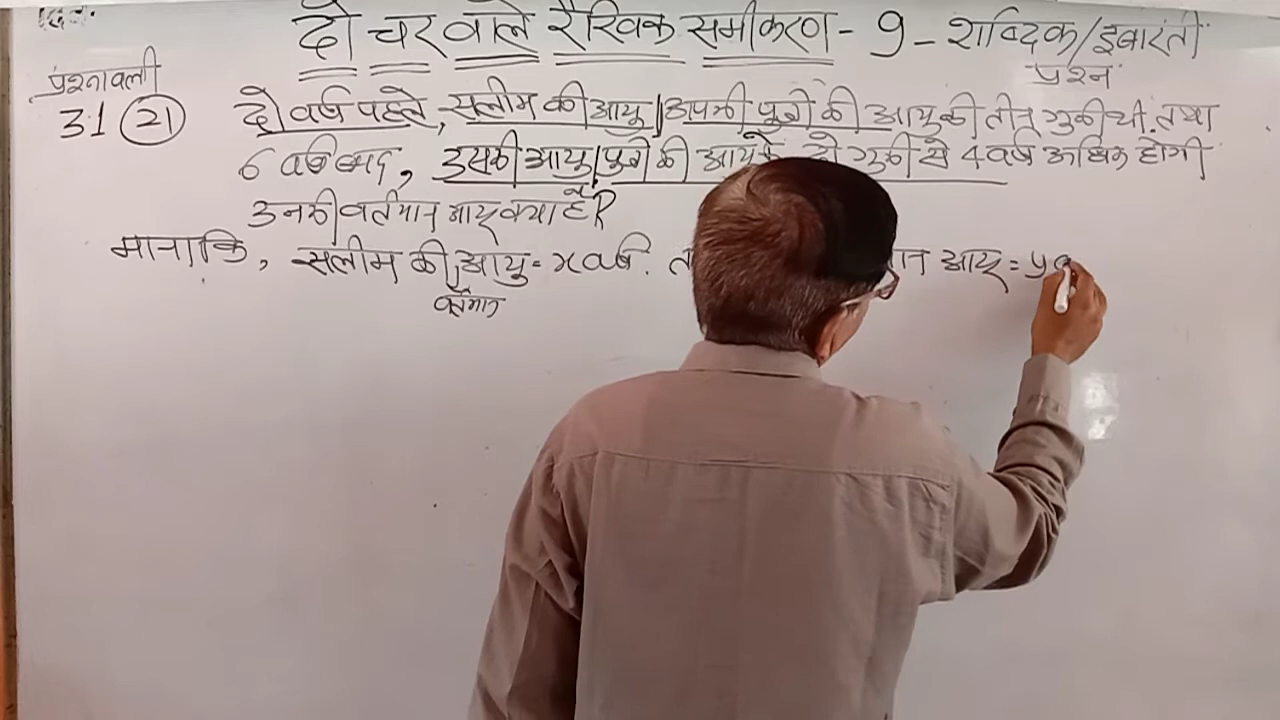 दो चर वाले रैखिक समीकरण - 9 - शाब्दिक/इबारती
प्रश्न
प्रश्नावली
3.1 (21) दो वर्ष पहले, सलीम की आयु अपनी पुत्री की आयु की तीन गुनी थी. तथा
6 वर्ष बाद, उसकी आयु पुत्री की आयु के दो गुनी से 4 वर्ष अधिक होगी
उनकी वर्तमान आयु क्या है
माना कि, सलीम की आयु = x वर्ष. आयु = y
वर्तमान